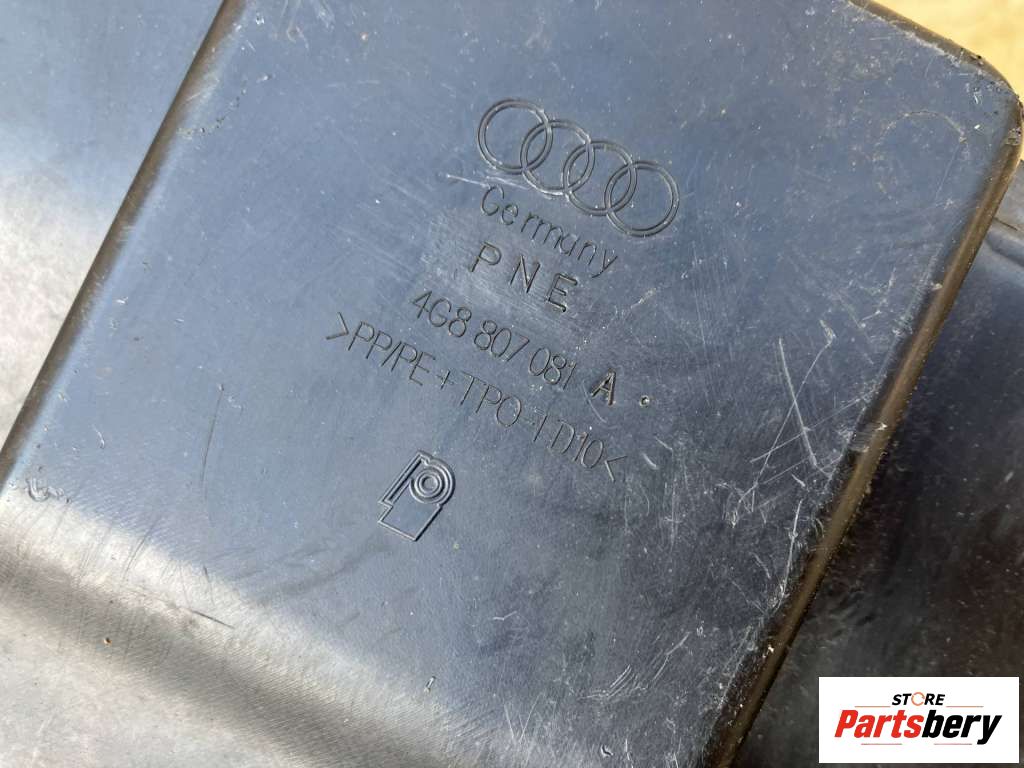 Germany
PNE
4G8 807 081 A
>PP/PE+TPO-TD10<
STORE
Partsbery